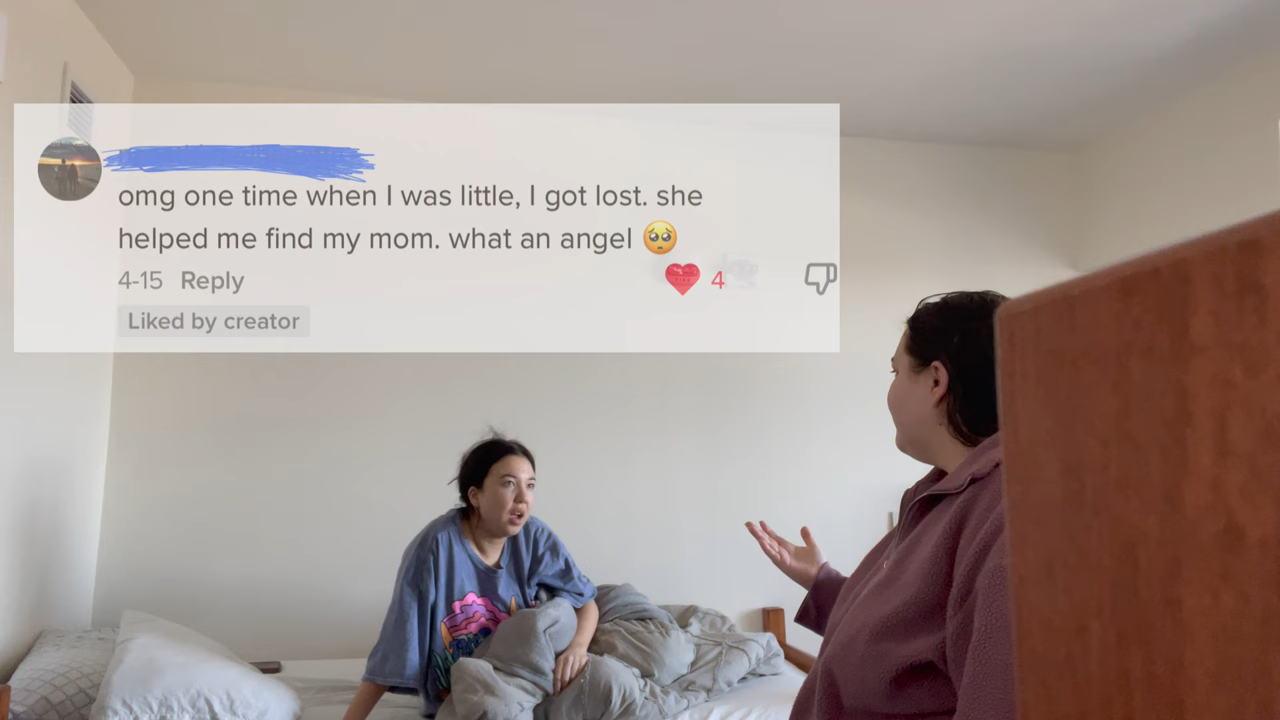 omg one time when I was little, I got lost. she
helped me find my mom. what an angel 🥺
4-15 Reply
4
Liked by creator